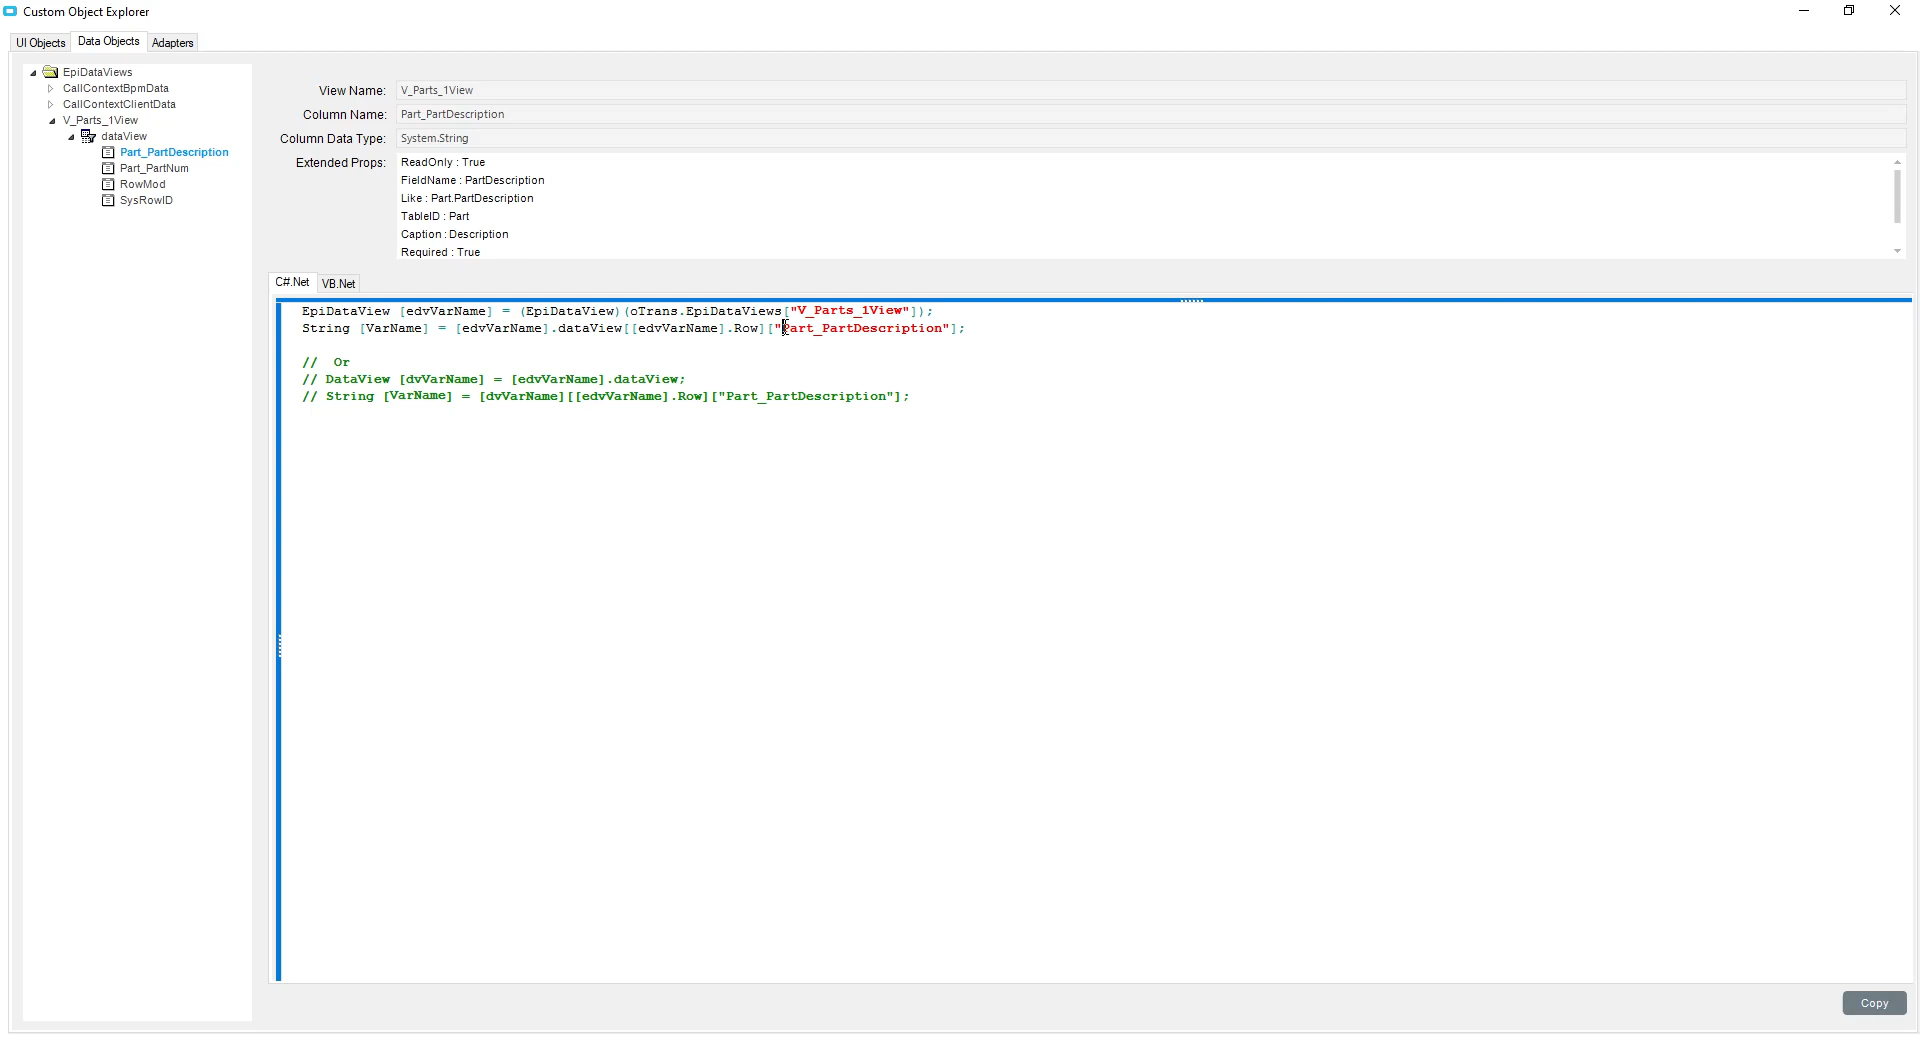 Custom Object Explorer
UI Objects
Data Objects
Adapters
EpiDataViews
CallContextBpmData
CallContextClientData
V_Parts_1View
dataView
Part_PartDescription
Part_PartNum
RowMod
SysRowID
View Name: V_Parts_1View
Column Name: Part_PartDescription
Column Data Type: System.String
Extended Props: ReadOnly : True
FieldName : PartDescription
Like : Part.PartDescription
TableID : Part
Caption : Description
Required : True
C#.Net
VB.Net
EpiDataView [edvVarName] = (EpiDataView)(oTrans.EpiDataViews["V_Parts_1View"]);
String [VarName] = [edvVarName].dataView[[edvVarName].Row]["Part_PartDescription"];
// Or
// DataView [dvVarName] = [edvVarName].dataView;
// String [VarName] = [dvVarName][[edvVarName].Row]["Part_PartDescription"];
Copy